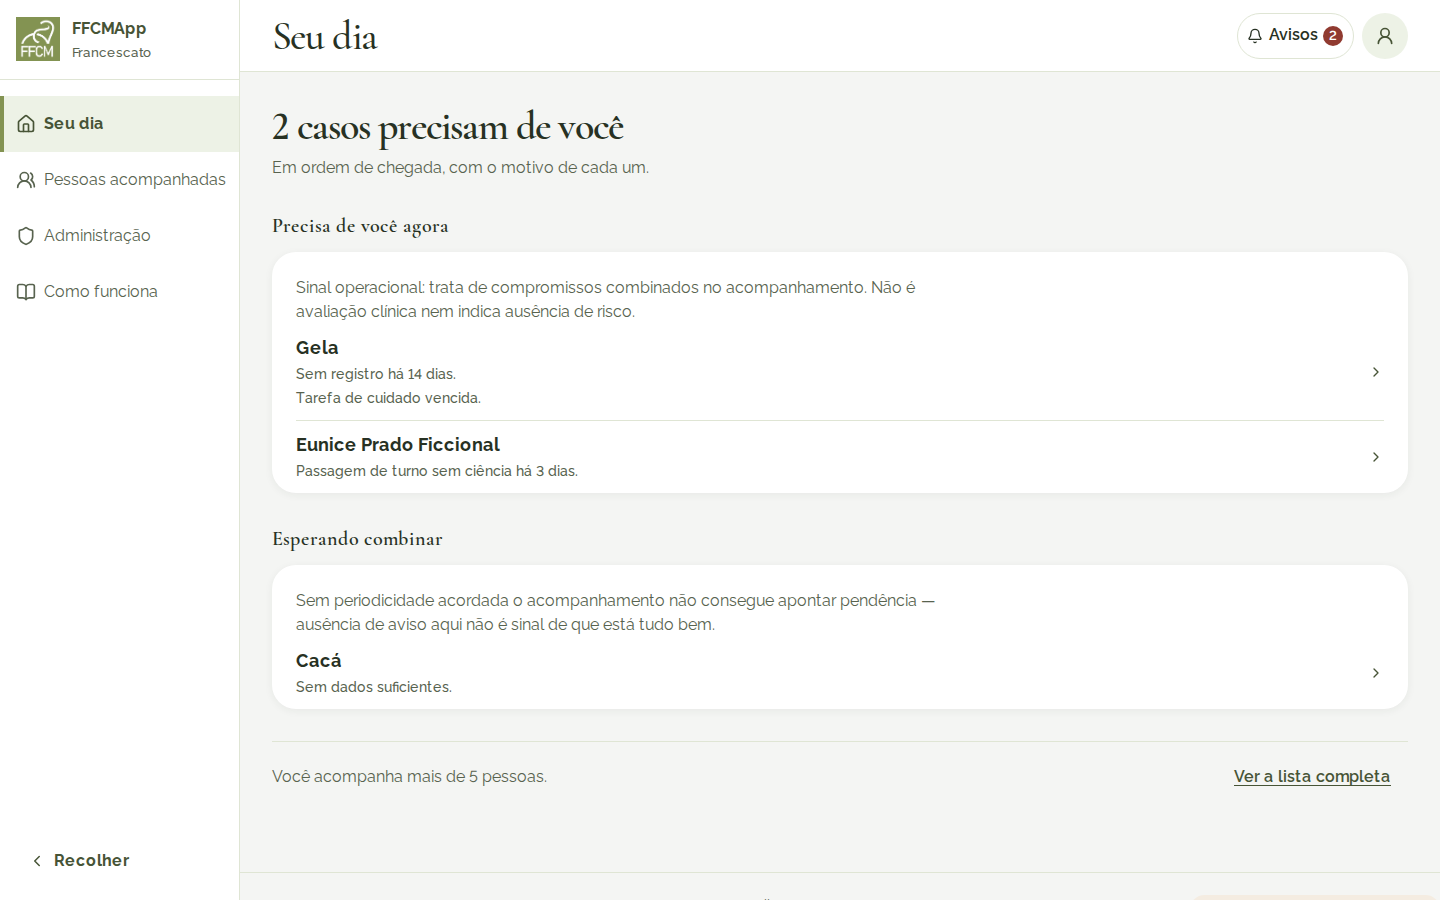 FFCM
FFCMApp
Francescato
Seu dia
Avisos 2
Seu dia
Pessoas acompanhadas
Administração
Como funciona
Recolher
2 casos precisam de você
Em ordem de chegada, com o motivo de cada um.
Precisa de você agora
Sinal operacional: trata de compromissos combinados no acompanhamento. Não é
avaliação clínica nem indica ausência de risco.
Gela
Sem registro há 14 dias.
Tarefa de cuidado vencida.
Eunice Prado Ficcional
Passagem de turno sem ciência há 3 dias.
Esperando combinar
Sem periodicidade acordada o acompanhamento não consegue apontar pendência —
ausência de aviso aqui não é sinal de que está tudo bem.
Cacá
Sem dados suficientes.
Você acompanha mais de 5 pessoas.
Ver a lista completa